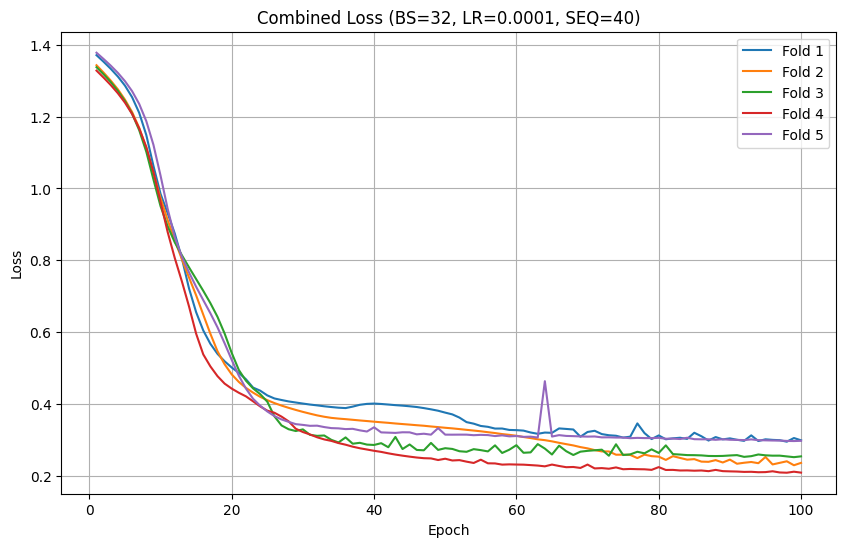 Combined Loss (BS=32, LR=0.0001, SEQ=40)
Fold 1
Fold 2
Fold 3
Fold 4
Fold 5
Loss
1.4
1.2
1.0
0.8
0.6
0.4
0.2
0 20 40 60 80 100
Epoch